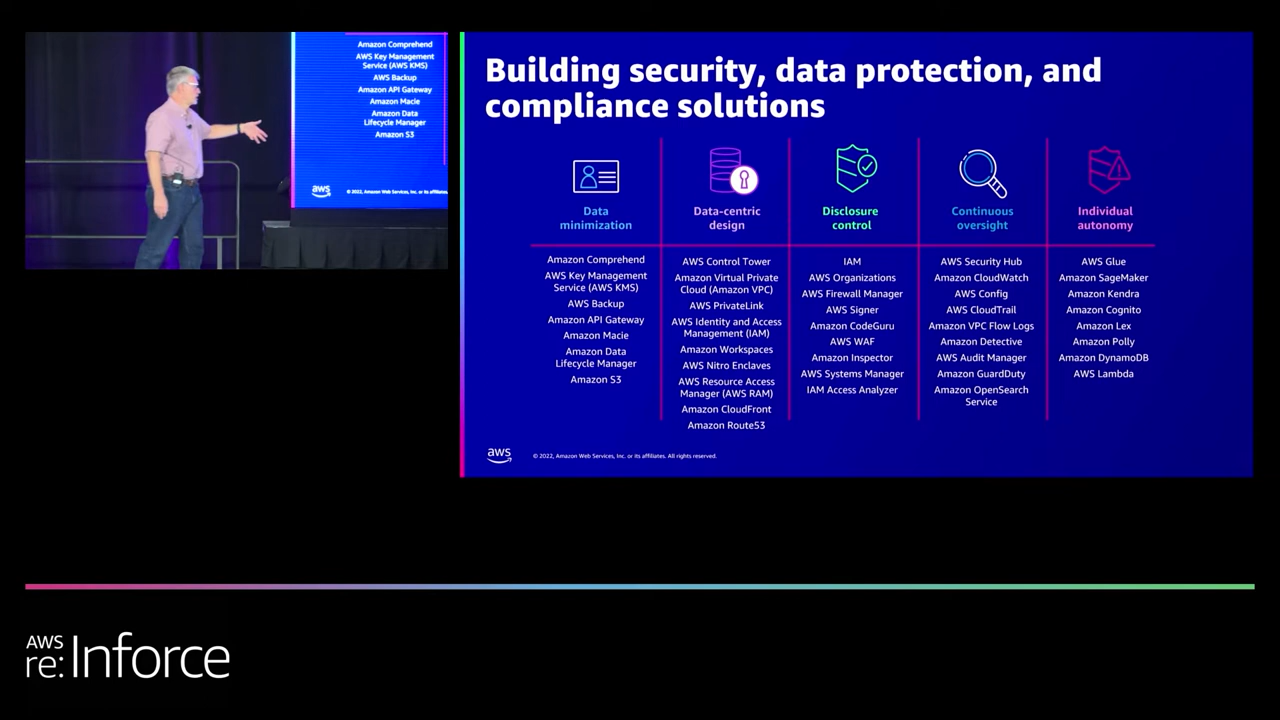 Amazon Comprehend
AWS Key Management
Service (AWS KMS)
AWS Backup
Amazon API Gateway
Amazon Macie
Amazon Data
Lifecycle Manager
Amazon S3
aws
© 2022, Amazon Web Services, Inc. or its affiliates.
Building security, data protection, and
compliance solutions
Data
minimization
Amazon Comprehend
AWS Key Management
Service (AWS KMS)
AWS Backup
Amazon API Gateway
Amazon Macie
Amazon Data
Lifecycle Manager
Amazon S3
Data-centric
design
AWS Control Tower
Amazon Virtual Private
Cloud (Amazon VPC)
AWS PrivateLink
AWS Identity and Access
Management (IAM)
Amazon Workspaces
AWS Nitro Enclaves
AWS Resource Access
Manager (AWS RAM)
Amazon CloudFront
Amazon Route53
Disclosure
control
IAM
AWS Organizations
AWS Firewall Manager
AWS Signer
Amazon CodeGuru
AWS WAF
Amazon Inspector
AWS Systems Manager
IAM Access Analyzer
Continuous
oversight
AWS Security Hub
Amazon CloudWatch
AWS Config
AWS CloudTrail
Amazon VPC Flow Logs
Amazon Detective
AWS Audit Manager
Amazon GuardDuty
Amazon OpenSearch
Service
Individual
autonomy
AWS Glue
Amazon SageMaker
Amazon Kendra
Amazon Cognito
Amazon Lex
Amazon Polly
Amazon DynamoDB
AWS Lambda
aws
© 2022, Amazon Web Services, Inc. or its affiliates. All rights reserved.
AWS
re:Inforce